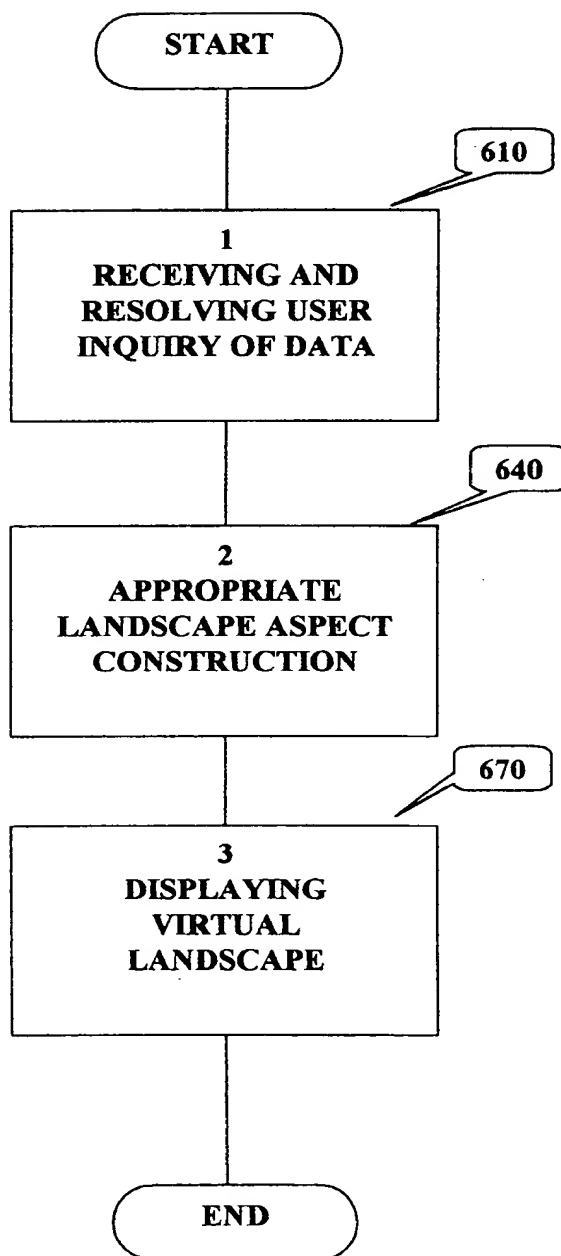 START
610
1
RECEIVING AND
RESOLVING USER
INQUIRY OF DATA
640
2
APPROPRIATE
LANDSCAPE ASPECT
CONSTRUCTION
670
3
DISPLAYING
VIRTUAL
LANDSCAPE
END